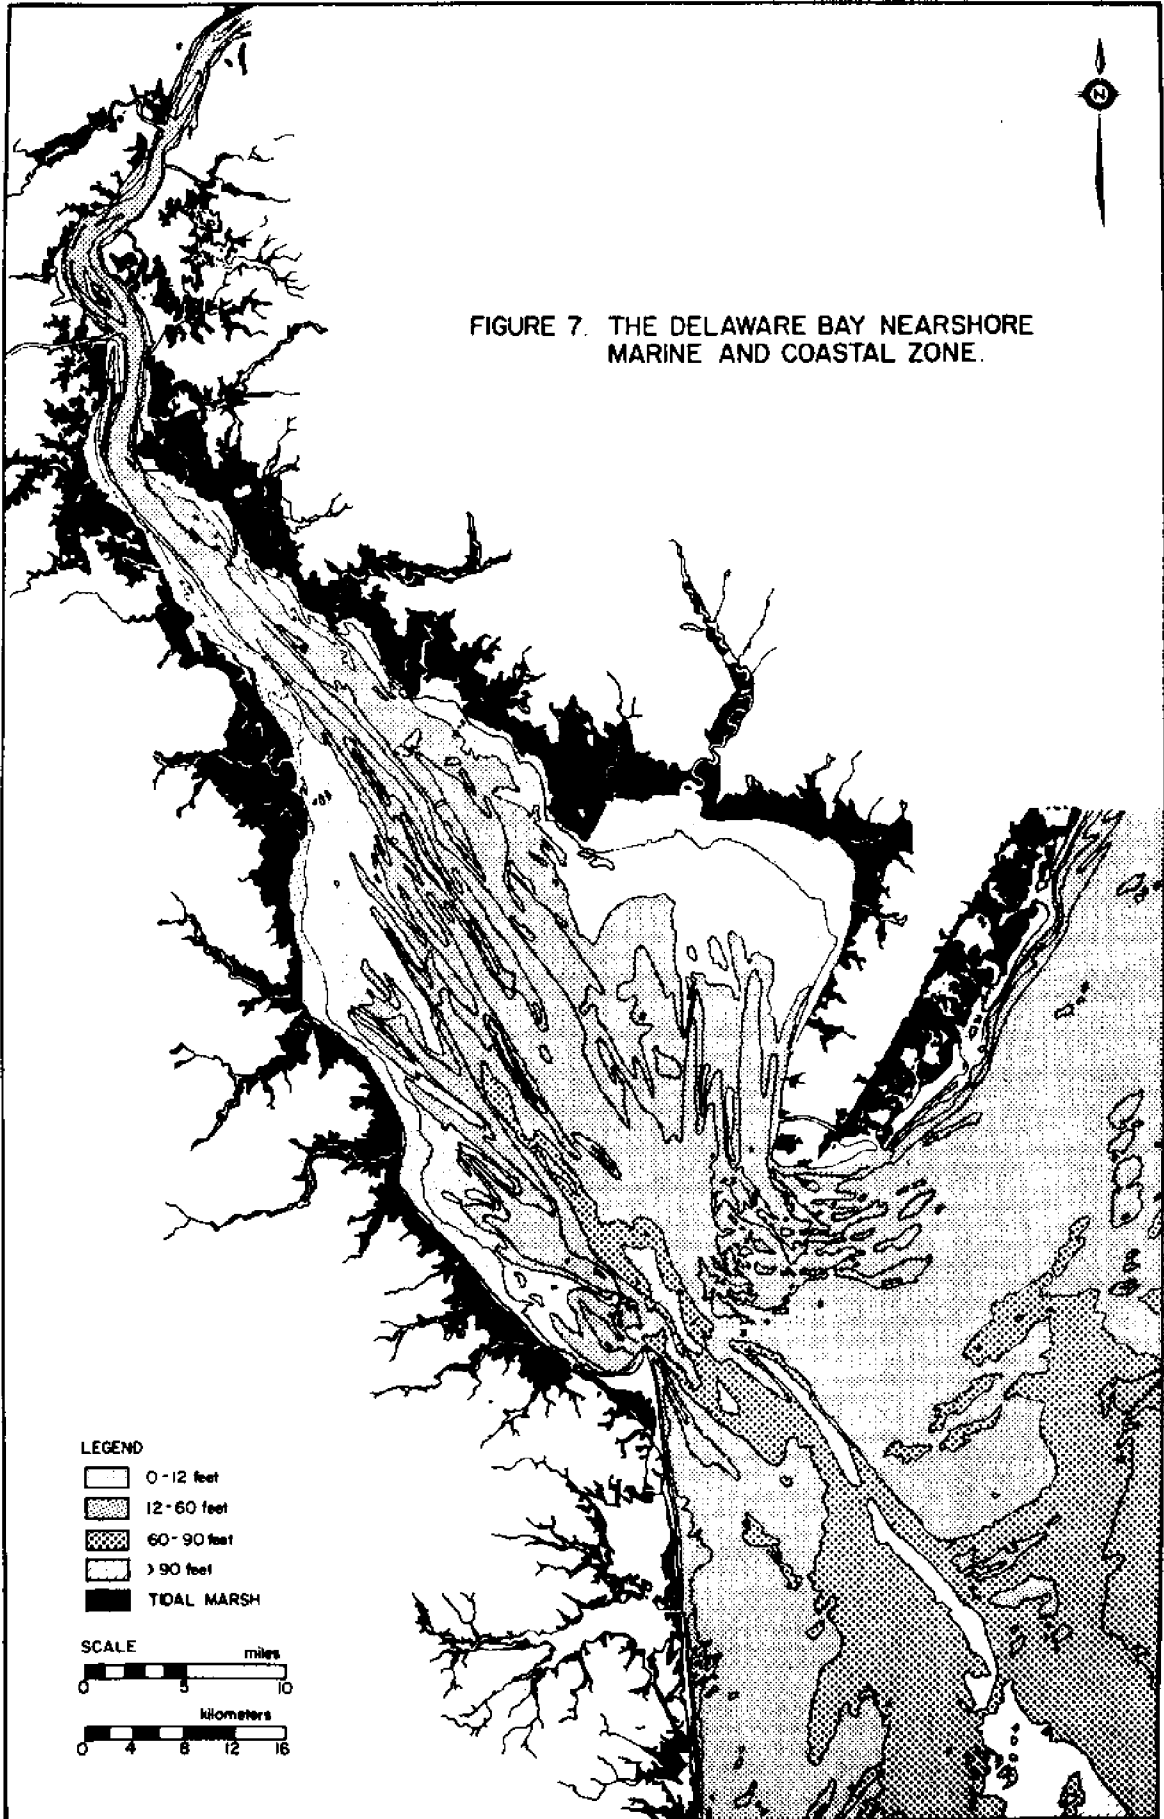 Z
FIGURE 7. THE DELAWARE BAY NEARSHORE
MARINE AND COASTAL ZONE.
LEGEND
0-12 feet
12-60 feet
60-90 feet
>90 feet
TIDAL MARSH
SCALE
miles
0 5 10
kilometers
0 4 8 12 16